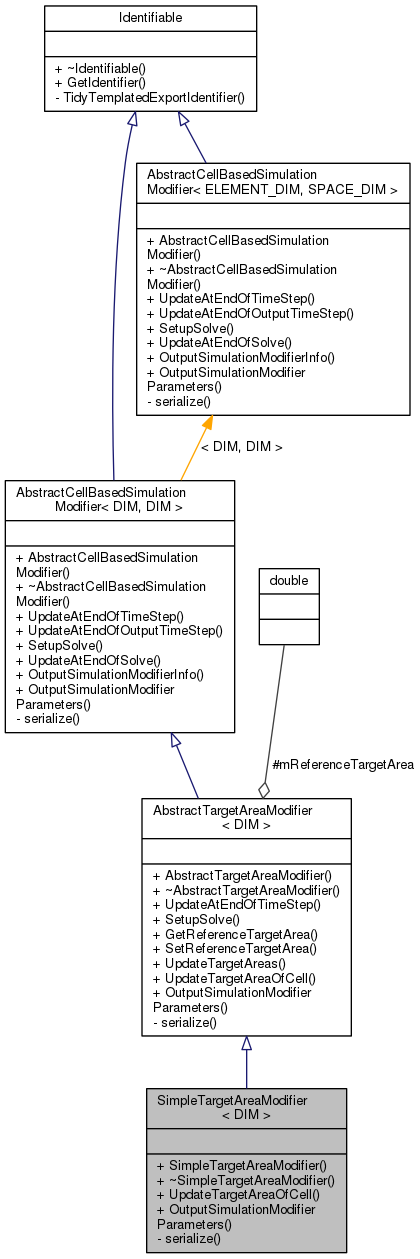 Identifiable
+ ~Identifiable()
+ GetIdentifier()
- TidyTemplatedExportIdentifier()
AbstractCellBasedSimulation
Modifier< ELEMENT_DIM, SPACE_DIM >
+ AbstractCellBasedSimulation
Modifier()
+ ~AbstractCellBasedSimulation
Modifier()
+ UpdateAtEndOfTimeStep()
+ UpdateAtEndOfOutputTimeStep()
+ SetupSolve()
+ UpdateAtEndOfSolve()
+ OutputSimulationModifierInfo()
+ OutputSimulationModifier
Parameters()
- serialize()
< DIM, DIM >
AbstractCellBasedSimulation
Modifier< DIM, DIM >
+ AbstractCellBasedSimulation
Modifier()
+ ~AbstractCellBasedSimulation
Modifier()
+ UpdateAtEndOfTimeStep()
+ UpdateAtEndOfOutputTimeStep()
+ SetupSolve()
+ UpdateAtEndOfSolve()
+ OutputSimulationModifierInfo()
+ OutputSimulationModifier
Parameters()
- serialize()
double
#mReferenceTargetArea
AbstractTargetAreaModifier
< DIM >
+ AbstractTargetAreaModifier()
+ ~AbstractTargetAreaModifier()
+ UpdateAtEndOfTimeStep()
+ SetupSolve()
+ GetReferenceTargetArea()
+ SetReferenceTargetArea()
+ UpdateTargetAreas()
+ UpdateTargetAreaOfCell()
+ OutputSimulationModifier
Parameters()
- serialize()
SimpleTargetAreaModifier
< DIM >
+ SimpleTargetAreaModifier()
+ ~SimpleTargetAreaModifier()
+ UpdateTargetAreaOfCell()
+ OutputSimulationModifier
Parameters()
- serialize()